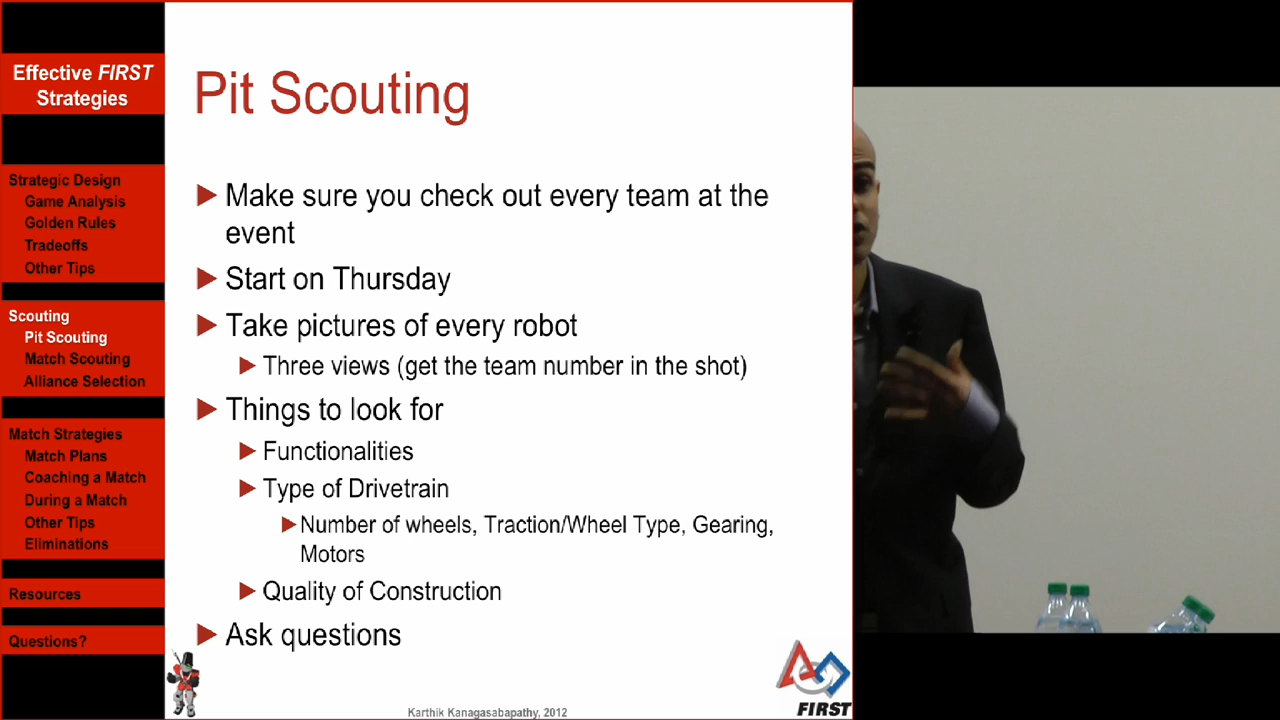 Effective FIRST
Strategies
Strategic Design
Game Analysis
Golden Rules
Tradeoffs
Other Tips
Scouting
Pit Scouting
Match Scouting
Alliance Selection
Match Strategies
Match Plans
Coaching a Match
During a Match
Other Tips
Eliminations
Resources
Questions?
Pit Scouting
Make sure you check out every team at the
event
Start on Thursday
Take pictures of every robot
Three views (get the team number in the shot)
Things to look for
Functionalities
Type of Drivetrain
Number of wheels, Traction/Wheel Type, Gearing,
Motors
Quality of Construction
Ask questions
Karthik Kanagasabapathy, 2012
FIRST